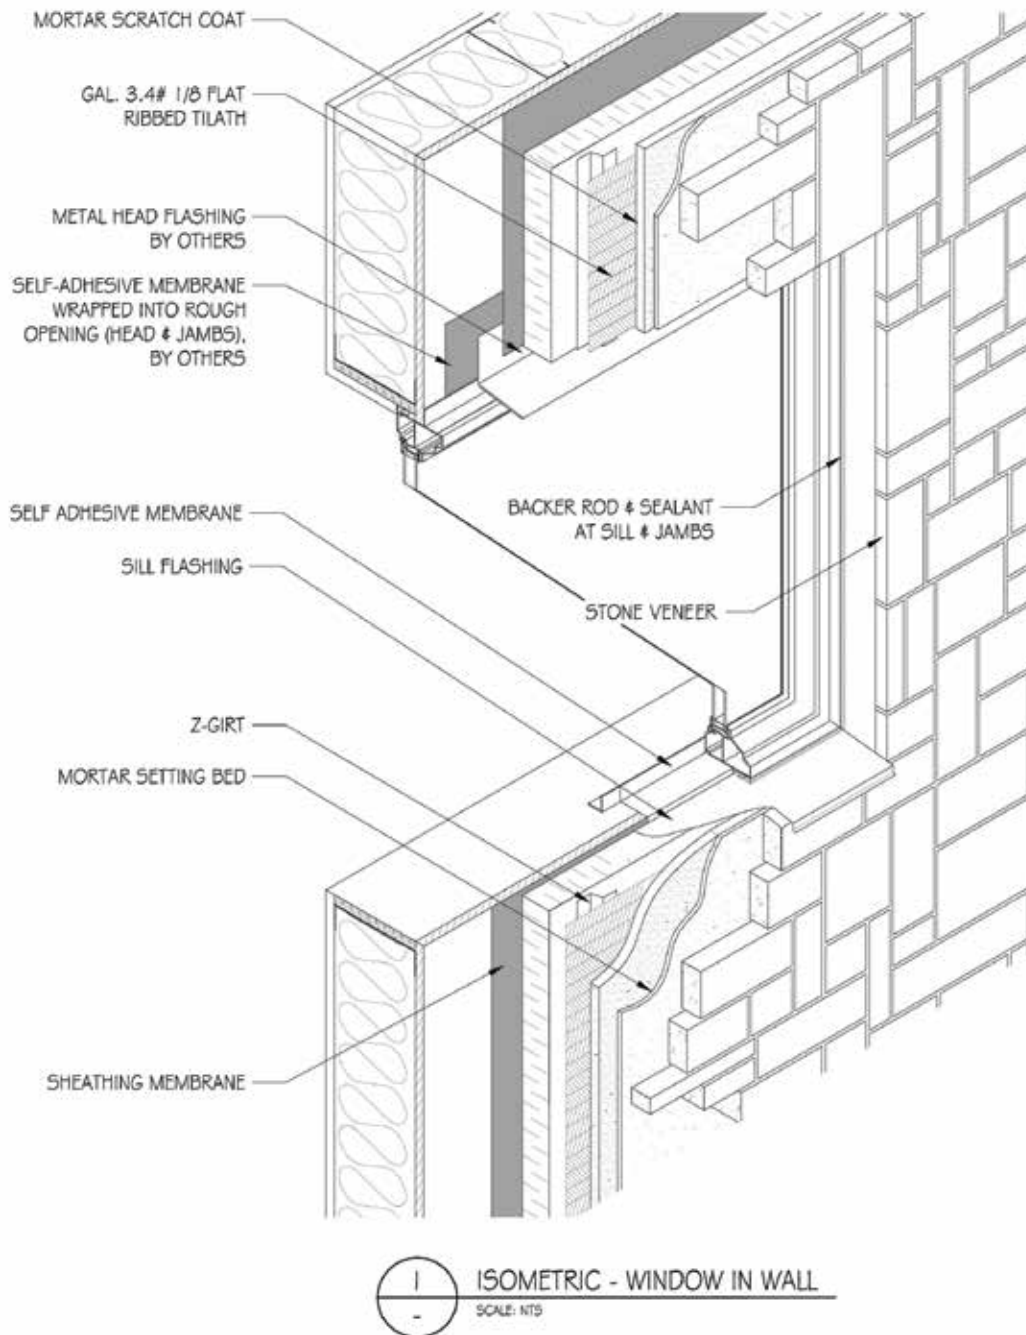 MORTAR SCRATCH COAT
GAL. 3.4# 1/8 FLAT
RIBBED TILATH
METAL HEAD FLASHING
BY OTHERS
SELF-ADHESIVE MEMBRANE
WRAPPED INTO ROUGH
OPENING (HEAD & JAMBS),
BY OTHERS
SELF ADHESIVE MEMBRANE
SILL FLASHING
BACKER ROD & SEALANT
AT SILL & JAMBS
STONE VENEER
Z-GIRT
MORTAR SETTING BED
SHEATHING MEMBRANE
1
-
ISOMETRIC - WINDOW IN WALL
SCALE: NTS